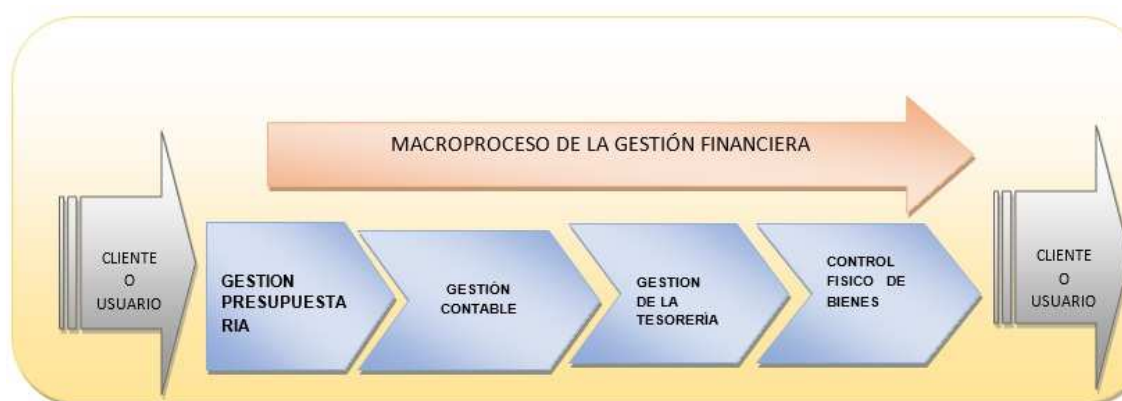 MACROPROCESO DE LA GESTIÓN FINANCIERA
CLIENTE
O
USUARIO
GESTION
PRESUPUESTA
RIA
GESTIÓN
CONTABLE
GESTION
DE LA
TESORERÌA
CONTROL
FISICO DE
BIENES
CLIENTE
O
USUARIO